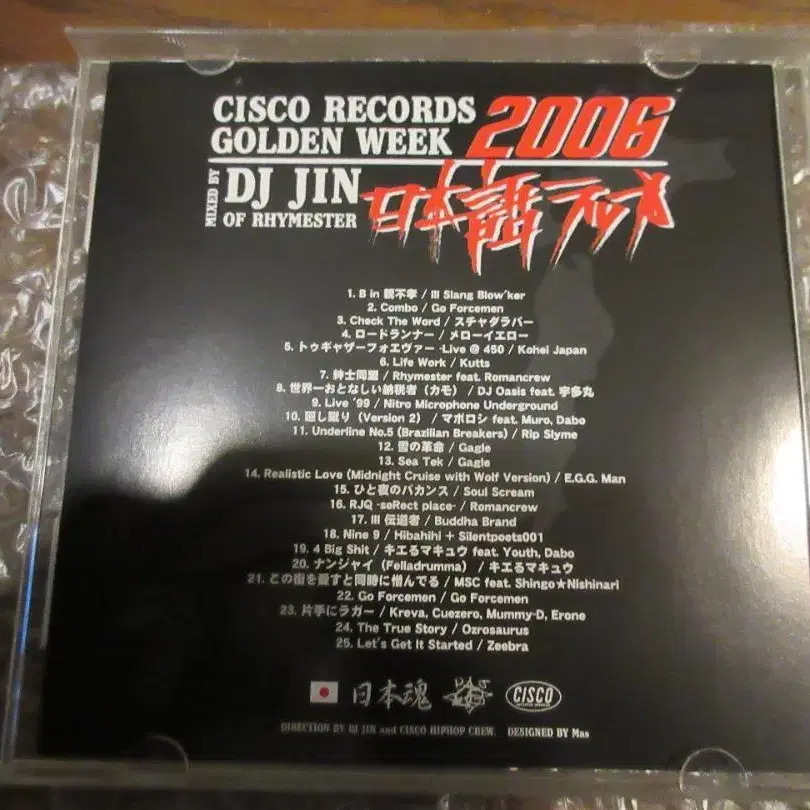 CISCO RECORDS
GOLDEN WEEK 2006
MIXED BY DJ JIN
OF RHYMESTER
日本語ラップ
1. B in 親不孝 / Ill Slang Blow'ker
2. Combo / Go Forcemen
3. Check The Word / スチャダラパー
4. ロードランナー / メローイエロー
5. トゥギャザーフォエヴァー -Live @ 450 / Kohei Japan
6. Life Work / Kutts
7. 紳士同盟 / Rhymester feat. Romancrew
8. 世界一おとなしい納税者（カモ） / DJ Oasis feat. 宇多丸
9. Live '99 / Nitro Microphone Underground
10. 廻し蹴り (Version 2) / マボロシ feat. Muro, Dabo
11. Underline No.5 (Brazilian Breakers) / Rip Slyme
12. 雪の革命 / Gagle
13. Sea Tek / Gagle
14. Realistic Love (Midnight Cruise with Wolf Version) / E.G.G. Man
15. ひと夜のバカンス / Soul Scream
16. RJQ -seRect place- / Romancrew
17. Ill 伝道者 / Buddha Brand
18. Nine 9 / Hibahihi + Silentpoets001
19. 4 Big Shit / キエるマキュウ feat. Youth, Dabo
20. ナンジャイ (Felladrumma) / キエるマキュウ
21. この街を愛すと同時に憎んでる / MSC feat. Shingo★Nishinari
22. Go Forcemen / Go Forcemen
23. 片手にラガー / Kreva, Cuezero, Mummy-D, Erone
24. The True Story / Ozrosaurus
25. Let's Get It Started / Zeebra
日本魂 CISCO
DIRECTION BY DJ JIN and CISCO HIPHOP CREW. DESIGNED BY Mas